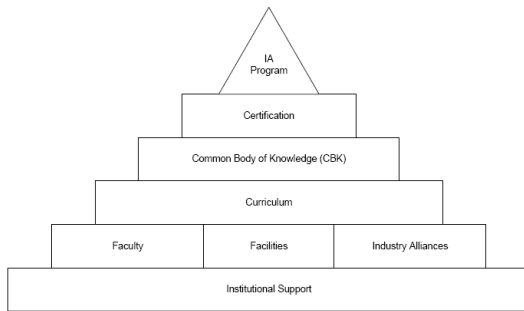 IA
Program
Certification
Common Body of Knowledge (CBK)
Curriculum
Faculty
Facilities
Industry Alliances
Institutional Support